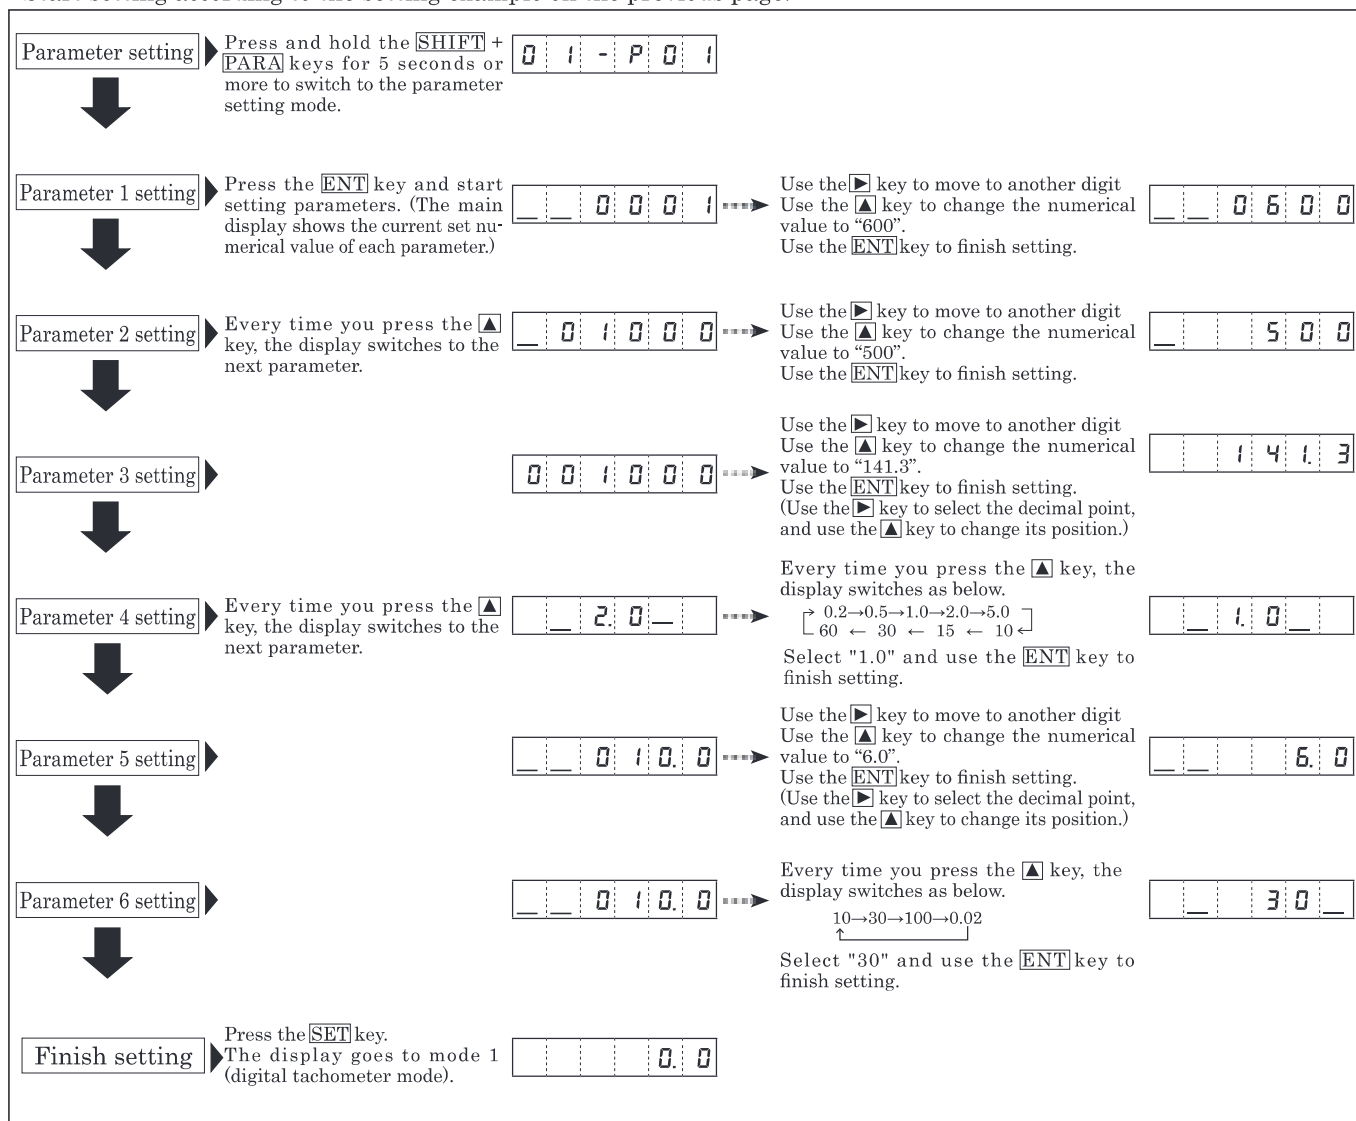 Start setting according to the setting example on the previous page.
Parameter setting
Press and hold the SHIFT +
PARA keys for 5 seconds or
more to switch to the parameter
setting mode.
01-P01
Parameter 1 setting
Press the ENT key and start
setting parameters. (The main
display shows the current set nu-
merical value of each parameter.)
_ _ 0001
Use the ▶ key to move to another digit
Use the ▲ key to change the numerical
value to “600”.
Use the ENT key to finish setting.
_ _ 0600
Parameter 2 setting
Every time you press the ▲
key, the display switches to the
next parameter.
_ 01000
Use the ▶ key to move to another digit
Use the ▲ key to change the numerical
value to “500”.
Use the ENT key to finish setting.
_ 500
Parameter 3 setting
001000
Use the ▶ key to move to another digit
Use the ▲ key to change the numerical
value to “141.3”.
Use the ENT key to finish setting.
(Use the ▶ key to select the decimal point,
and use the ▲ key to change its position.)
141.3
Parameter 4 setting
Every time you press the ▲
key, the display switches to the
next parameter.
_ 2.0 _
Every time you press the ▲ key, the
display switches as below.
0.2→0.5→1.0→2.0→5.0
60 ← 30 ← 15 ← 10
Select "1.0" and use the ENT key to
finish setting.
_ 1.0 _
Parameter 5 setting
_ _ 010.0
Use the ▶ key to move to another digit
Use the ▲ key to change the numerical
value to “6.0”.
Use the ENT key to finish setting.
(Use the ▶ key to select the decimal point,
and use the ▲ key to change its position.)
_ _ 6.0
Parameter 6 setting
_ _ 010.0
Every time you press the ▲ key, the
display switches as below.
10→30→100→0.02
Select "30" and use the ENT key to
finish setting.
_ 30 _
Finish setting
Press the SET key.
The display goes to mode 1
(digital tachometer mode).
0.0